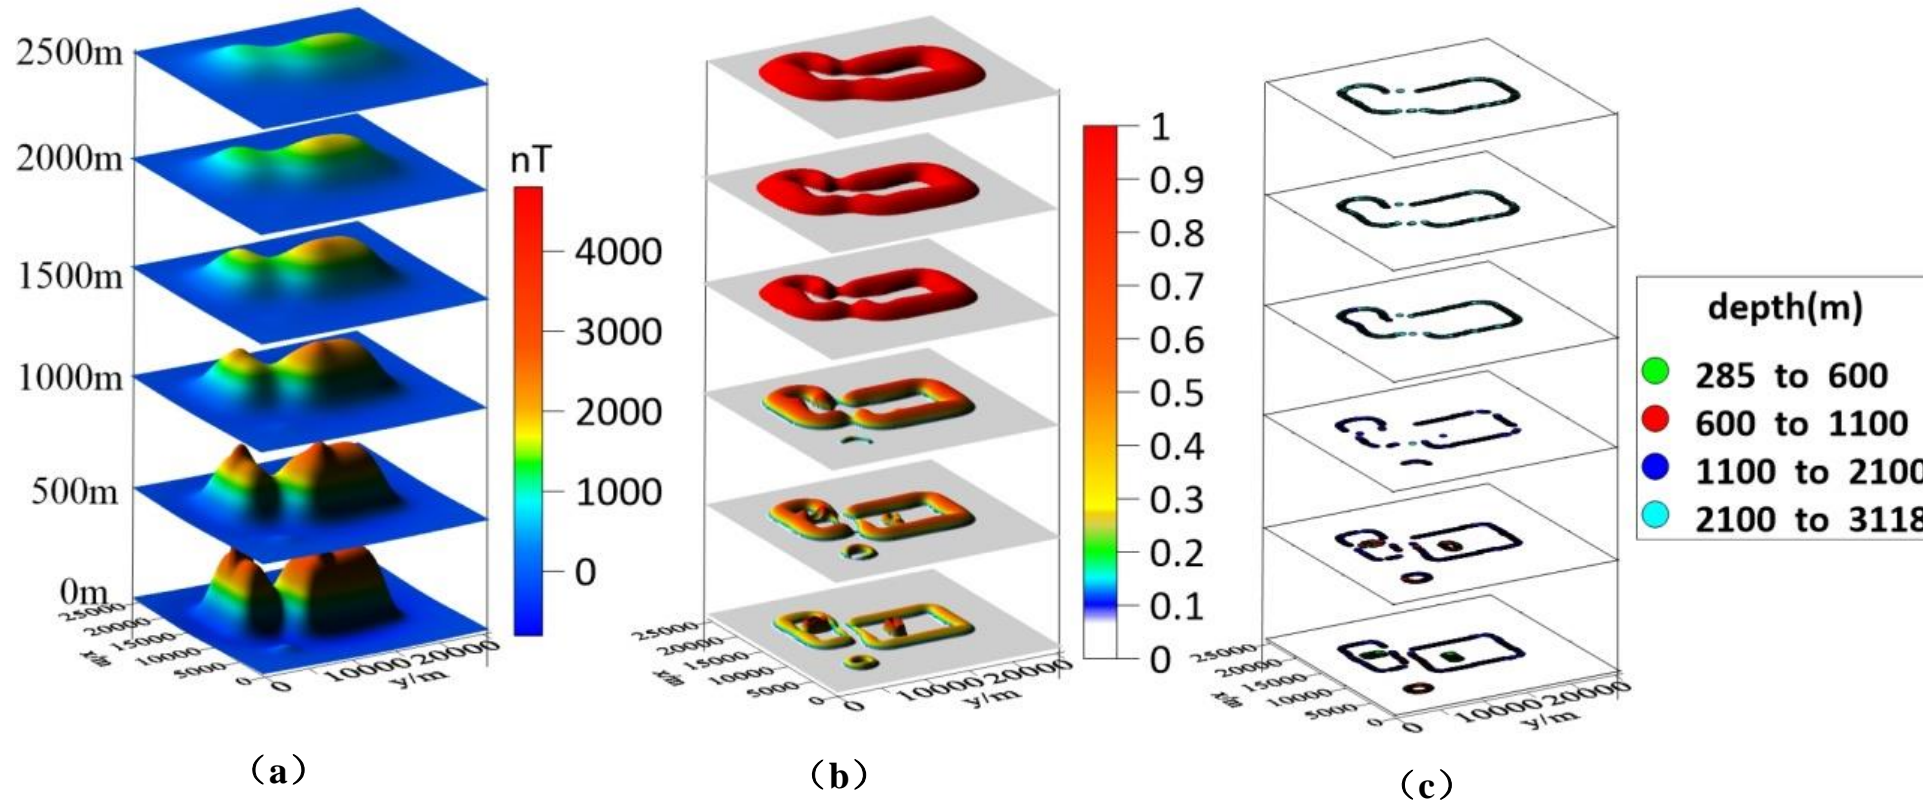 2500m
2000m
1500m
1000m
500m
0m
25000
20000
15000
10000
5000
0
x/m
0
10000
20000
y/m
nT
4000
3000
2000
1000
0
(a)
25000
20000
15000
10000
5000
0
x/m
0
10000
20000
y/m
1
0.9
0.8
0.7
0.6
0.5
0.4
0.3
0.2
0.1
0
(b)
25000
20000
15000
10000
5000
0
x/m
0
10000
20000
y/m
depth(m)
285 to 600
600 to 1100
1100 to 2100
2100 to 3118
(c)